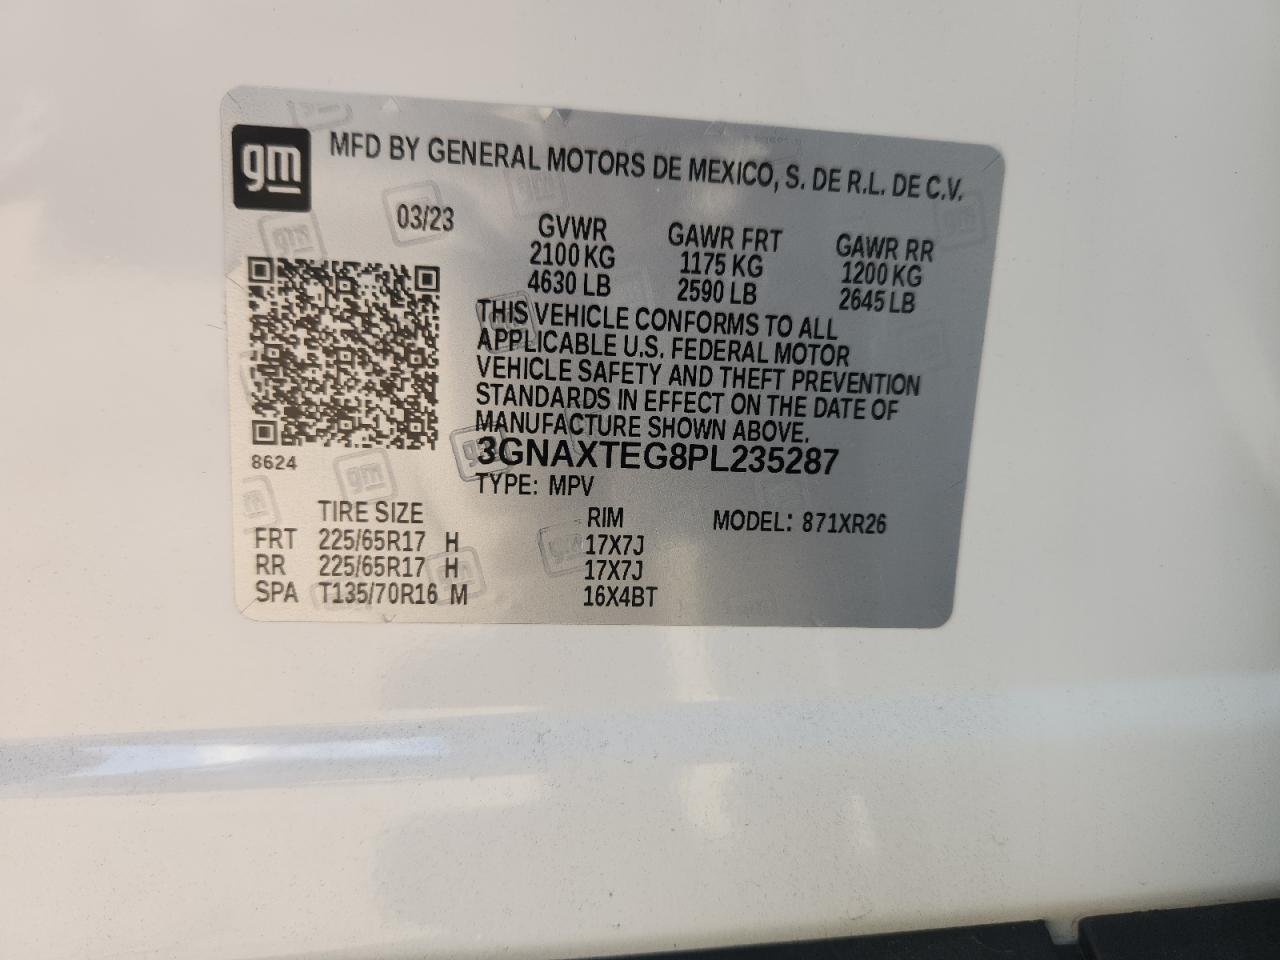 gm
MFD BY GENERAL MOTORS DE MEXICO, S. DE R.L. DE C.V.
03/23
GVWR GAWR FRT GAWR RR
2100 KG 1175 KG 1200 KG
4630 LB 2590 LB 2645 LB
THIS VEHICLE CONFORMS TO ALL
APPLICABLE U.S. FEDERAL MOTOR
VEHICLE SAFETY AND THEFT PREVENTION
STANDARDS IN EFFECT ON THE DATE OF
MANUFACTURE SHOWN ABOVE.
8624
3GNAXTEG8PL235287
TYPE: MPV
TIRE SIZE RIM MODEL: 871XR26
FRT 225/65R17 H 17X7J
RR 225/65R17 H 17X7J
SPA T135/70R16 M 16X4BT